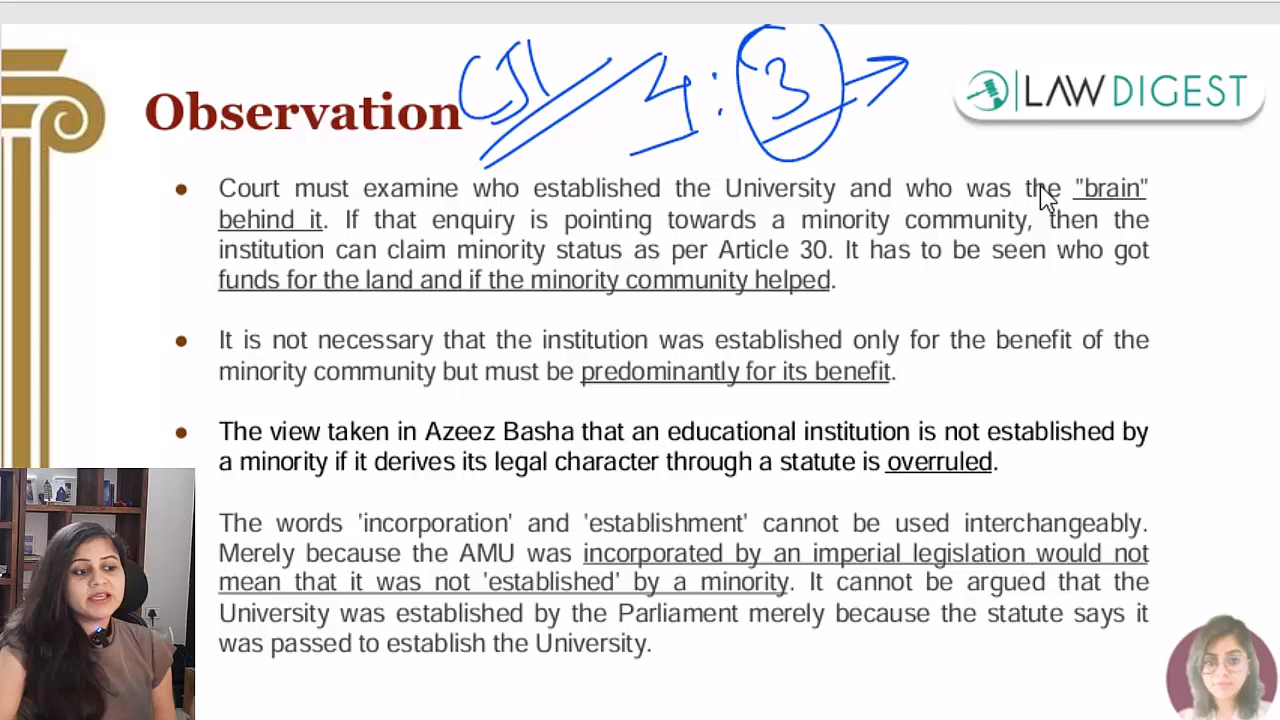 CJI 4:3
LAW DIGEST
Observation
● Court must examine who established the University and who was the "brain"
behind it. If that enquiry is pointing towards a minority community, then the
institution can claim minority status as per Article 30. It has to be seen who got
funds for the land and if the minority community helped.
● It is not necessary that the institution was established only for the benefit of the
minority community but must be predominantly for its benefit.
● The view taken in Azeez Basha that an educational institution is not established by
a minority if it derives its legal character through a statute is overruled.
The words 'incorporation' and 'establishment' cannot be used interchangeably.
Merely because the AMU was incorporated by an imperial legislation would not
mean that it was not 'established' by a minority. It cannot be argued that the
University was established by the Parliament merely because the statute says it
was passed to establish the University.